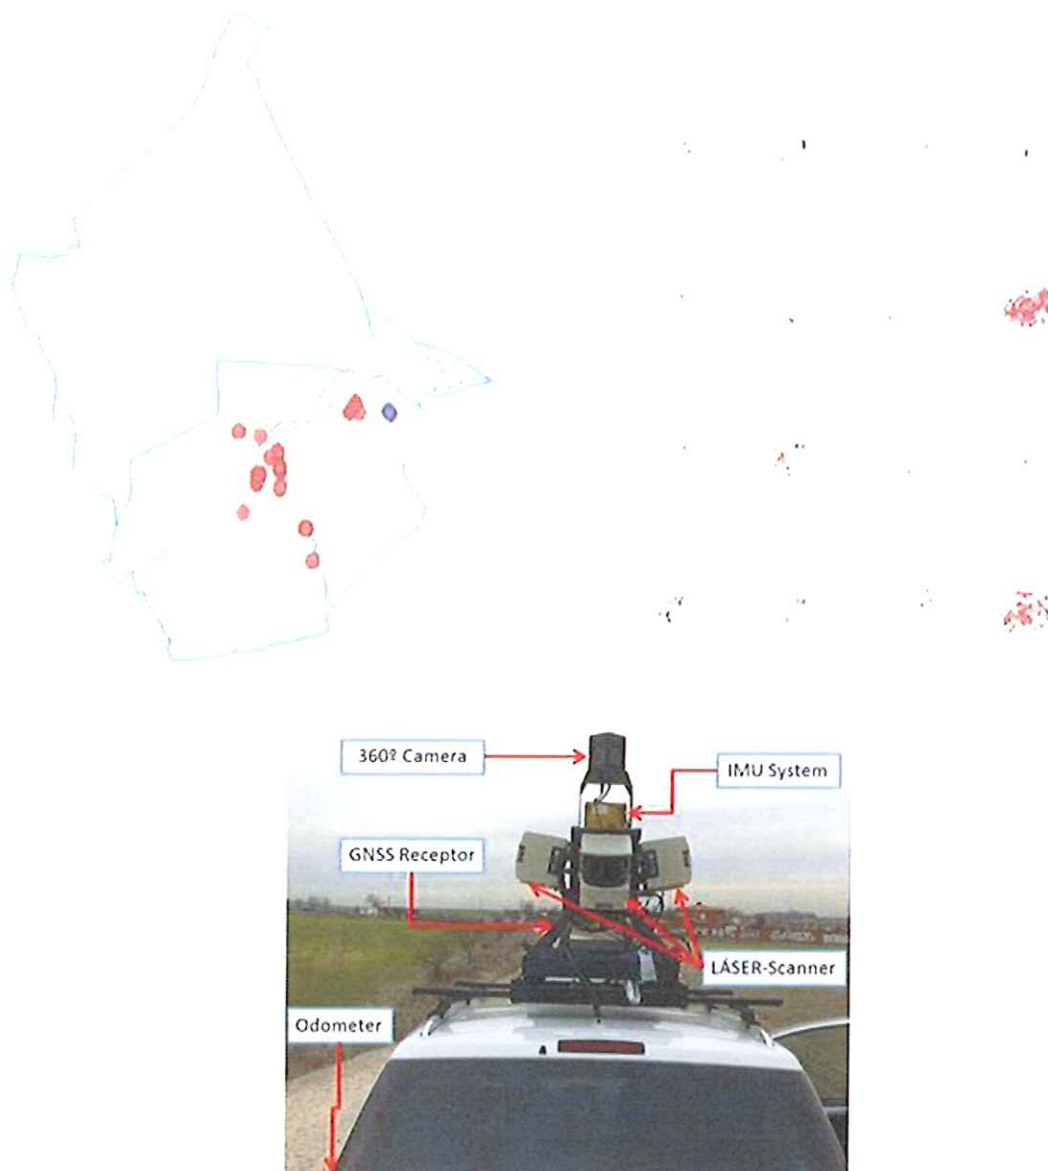 360º Camera
IMU System
GNSS Receptor
LÁSER-Scanner
Odometer